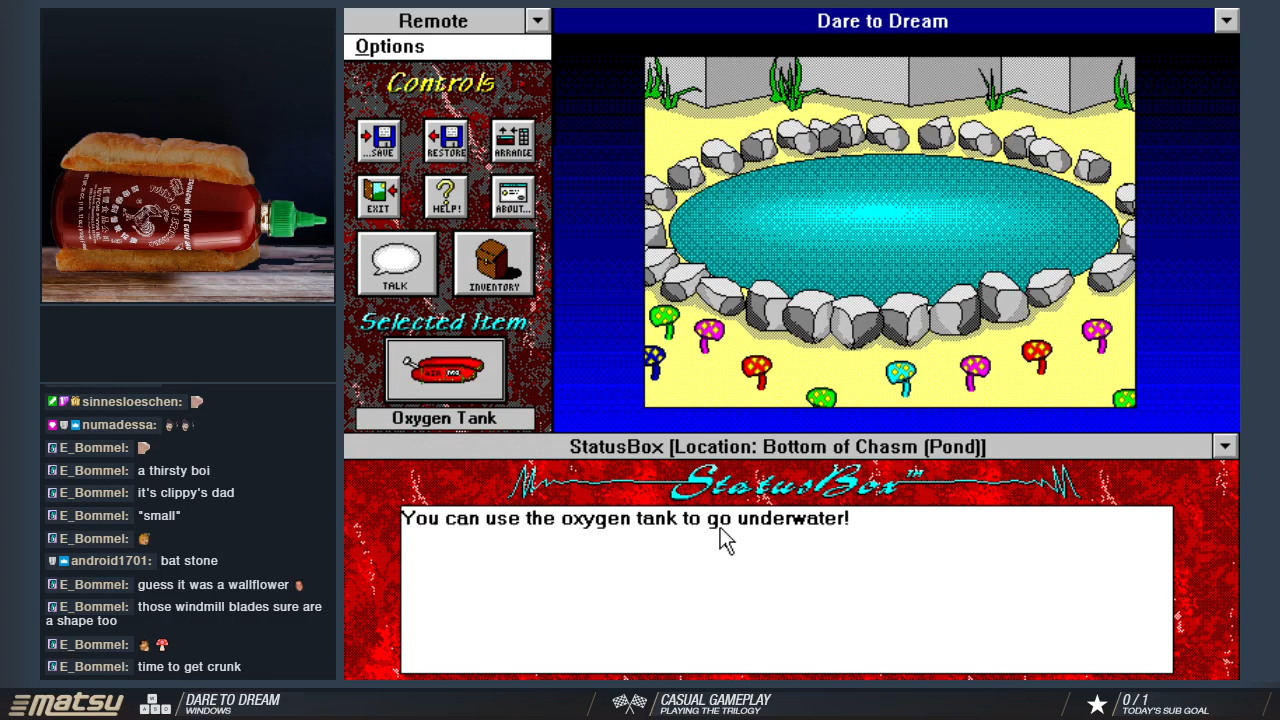 Remote
Options
Controls
...SAVE
RESTORE
ARRANGE
EXIT
HELP!
ABOUT...
TALK
INVENTORY
Selected Item
AIR
Oxygen Tank
Dare to Dream
StatusBox [Location: Bottom of Chasm (Pond)]
StatusBox™
You can use the oxygen tank to go underwater!
sinnesloeschen:
numadessa:
E_Bommel:
E_Bommel: a thirsty boi
E_Bommel: it's clippy's dad
E_Bommel: "small"
E_Bommel:
android1701: bat stone
E_Bommel: guess it was a wallflower
E_Bommel: those windmill blades sure are
a shape too
E_Bommel:
E_Bommel: time to get crunk
matsu
W
A S D
DARE TO DREAM
WINDOWS
CASUAL GAMEPLAY
PLAYING THE TRILOGY
0 / 1
TODAY'S SUB GOAL